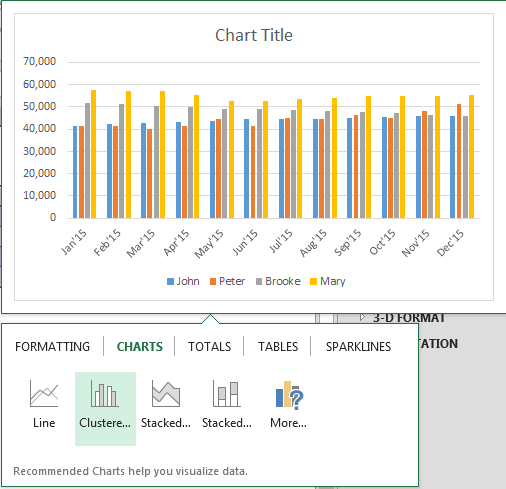 Chart Title
70,000
60,000
50,000
40,000
30,000
20,000
10,000
0
Jan'15 Feb'15 Mar'15 Apr'15 May'15 Jun'15 Jul'15 Aug'15 Sep'15 Oct'15 Nov'15 Dec'15
John Peter Brooke Mary
3-D FORMAT
FORMATTING CHARTS TOTALS TABLES SPARKLINES
Line Clustere... Stacked... Stacked... More...
Recommended Charts help you visualize data.